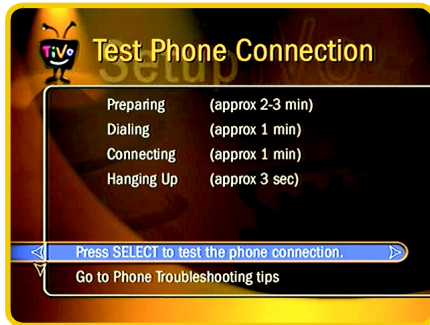 TiVo
Test Phone Connection
Setup
Preparing (approx 2-3 min)
Dialing (approx 1 min)
Connecting (approx 1 min)
Hanging Up (approx 3 sec)
Press SELECT to test the phone connection.
Go to Phone Troubleshooting tips